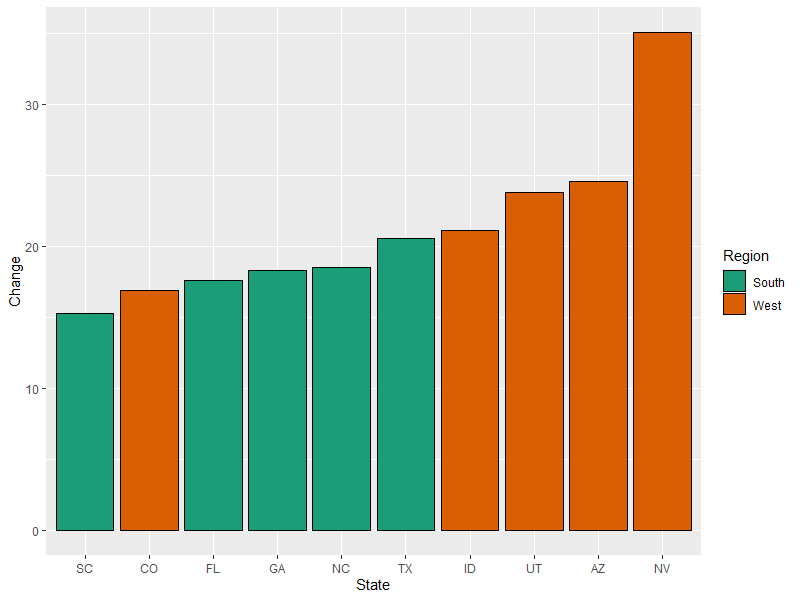 Change
30
20
10
0
SC CO FL GA NC TX ID UT AZ NV
State
Region
South
West